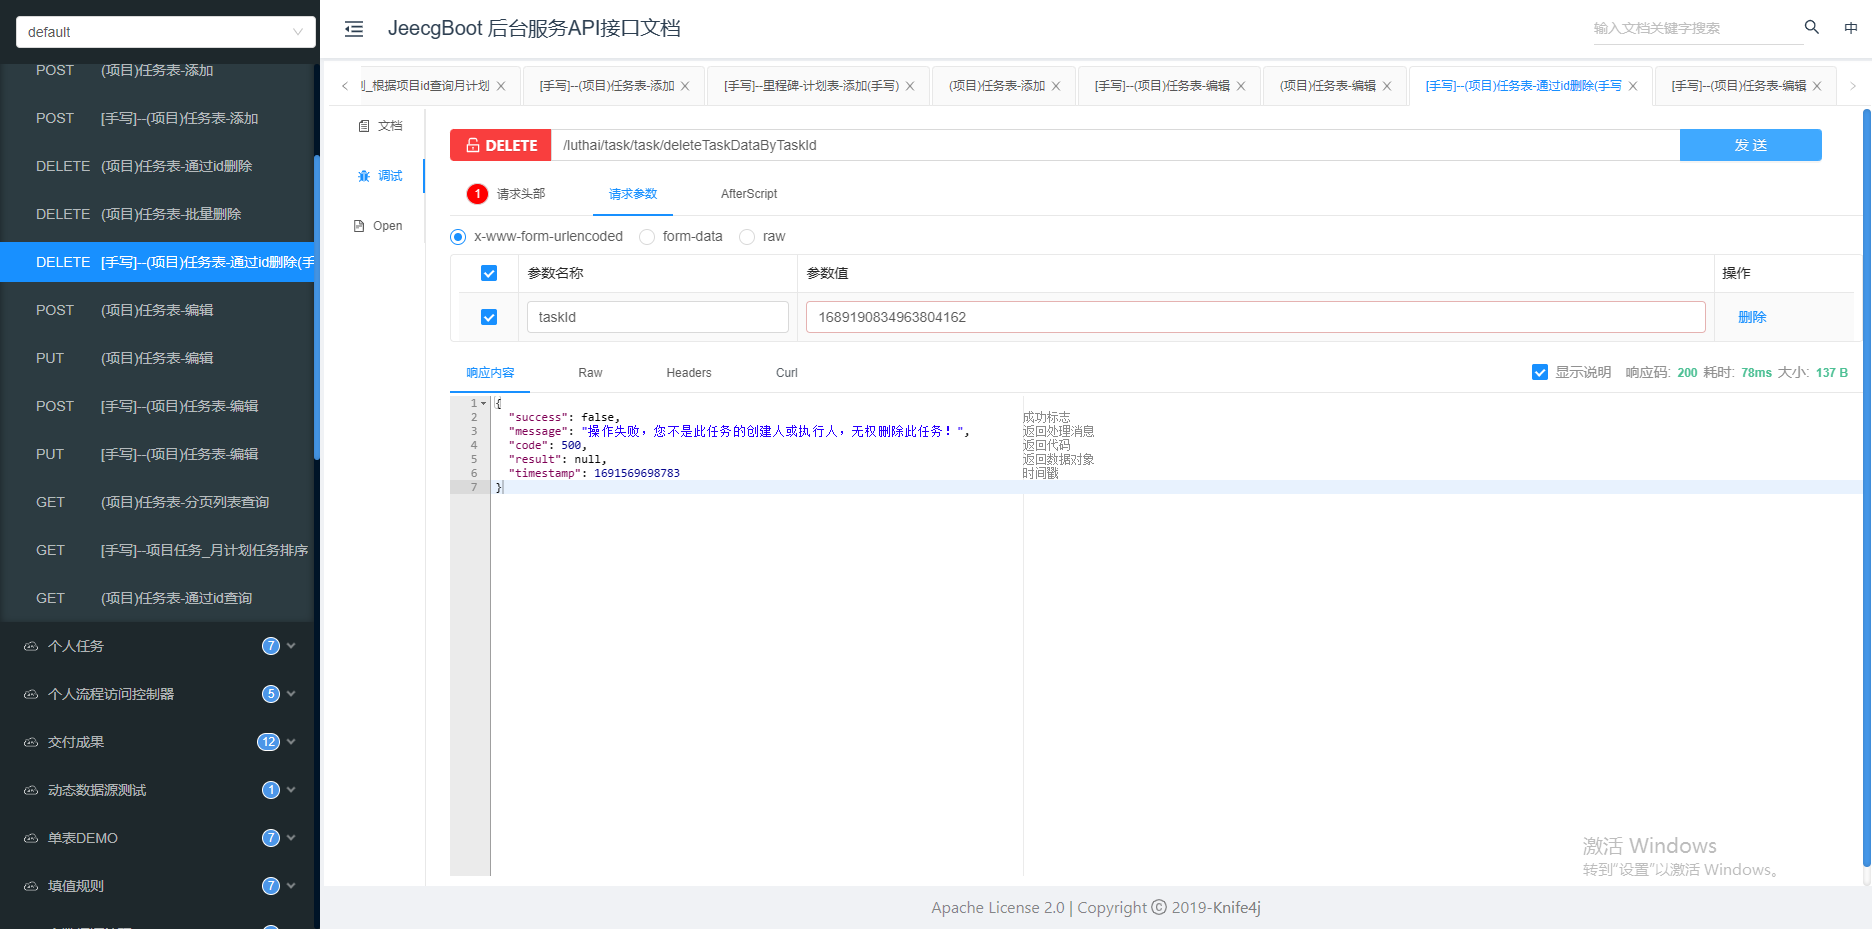 default
JeecgBoot 后台服务API接口文档
输入文档关键字搜索
中
POST (项目)任务表-添加
POST [手写]--(项目)任务表-添加
DELETE (项目)任务表-通过id删除
DELETE (项目)任务表-批量删除
DELETE [手写]--(项目)任务表-通过id删除(手
POST (项目)任务表-编辑
PUT (项目)任务表-编辑
POST [手写]--(项目)任务表-编辑
PUT [手写]--(项目)任务表-编辑
GET (项目)任务表-分页列表查询
GET [手写]--项目任务_月计划任务排序
GET (项目)任务表-通过id查询
个人任务 7
个人流程访问控制器 5
交付成果 12
动态数据源测试 1
单表DEMO 7
填值规则 7
_根据项目id查询月计划
[手写]--(项目)任务表-添加
[手写]--里程碑-计划表-添加(手写)
(项目)任务表-添加
[手写]--(项目)任务表-编辑
(项目)任务表-编辑
[手写]--(项目)任务表-通过id删除(手写
[手写]--(项目)任务表-编辑
文档
调试
Open
DELETE /luthai/task/task/deleteTaskDataByTaskId 发 送
1 请求头部 请求参数 AfterScript
x-www-form-urlencoded form-data raw
参数名称 参数值 操作
taskId 1689190834963804162 删除
响应内容 Raw Headers Curl 显示说明 响应码: 200 耗时: 78ms 大小: 137 B
1 {
2 "success": false, 成功标志
3 "message": "操作失败，您不是此任务的创建人或执行人，无权删除此任务！", 返回处理消息
4 "code": 500, 返回代码
5 "result": null, 返回数据对象
6 "timestamp": 1691569698783 时间戳
7 }
激活 Windows
转到"设置"以激活 Windows。
Apache License 2.0 | Copyright © 2019-Knife4j